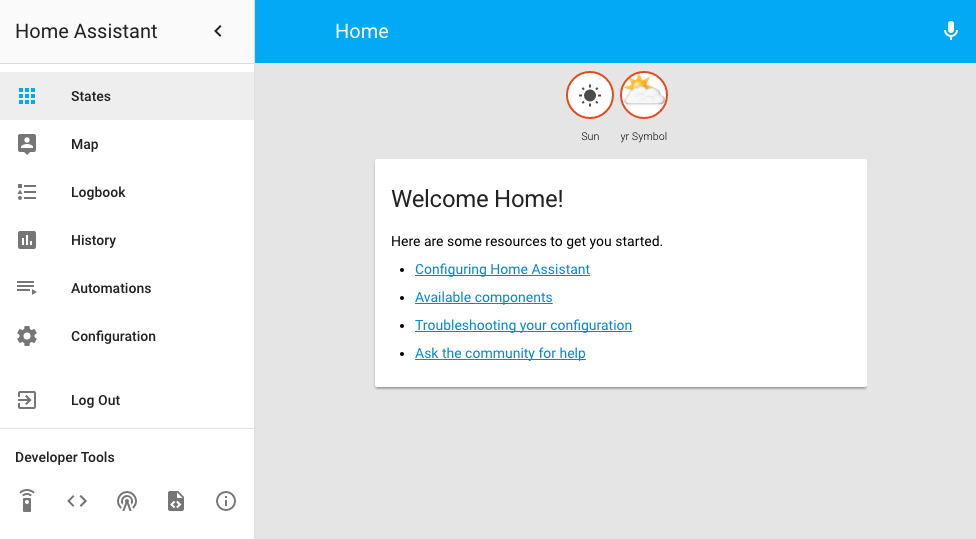 Home Assistant
States
Map
Logbook
History
Automations
Configuration
Log Out
Developer Tools
Home
Sun
yr Symbol
Welcome Home!
Here are some resources to get you started.
Configuring Home Assistant
Available components
Troubleshooting your configuration
Ask the community for help